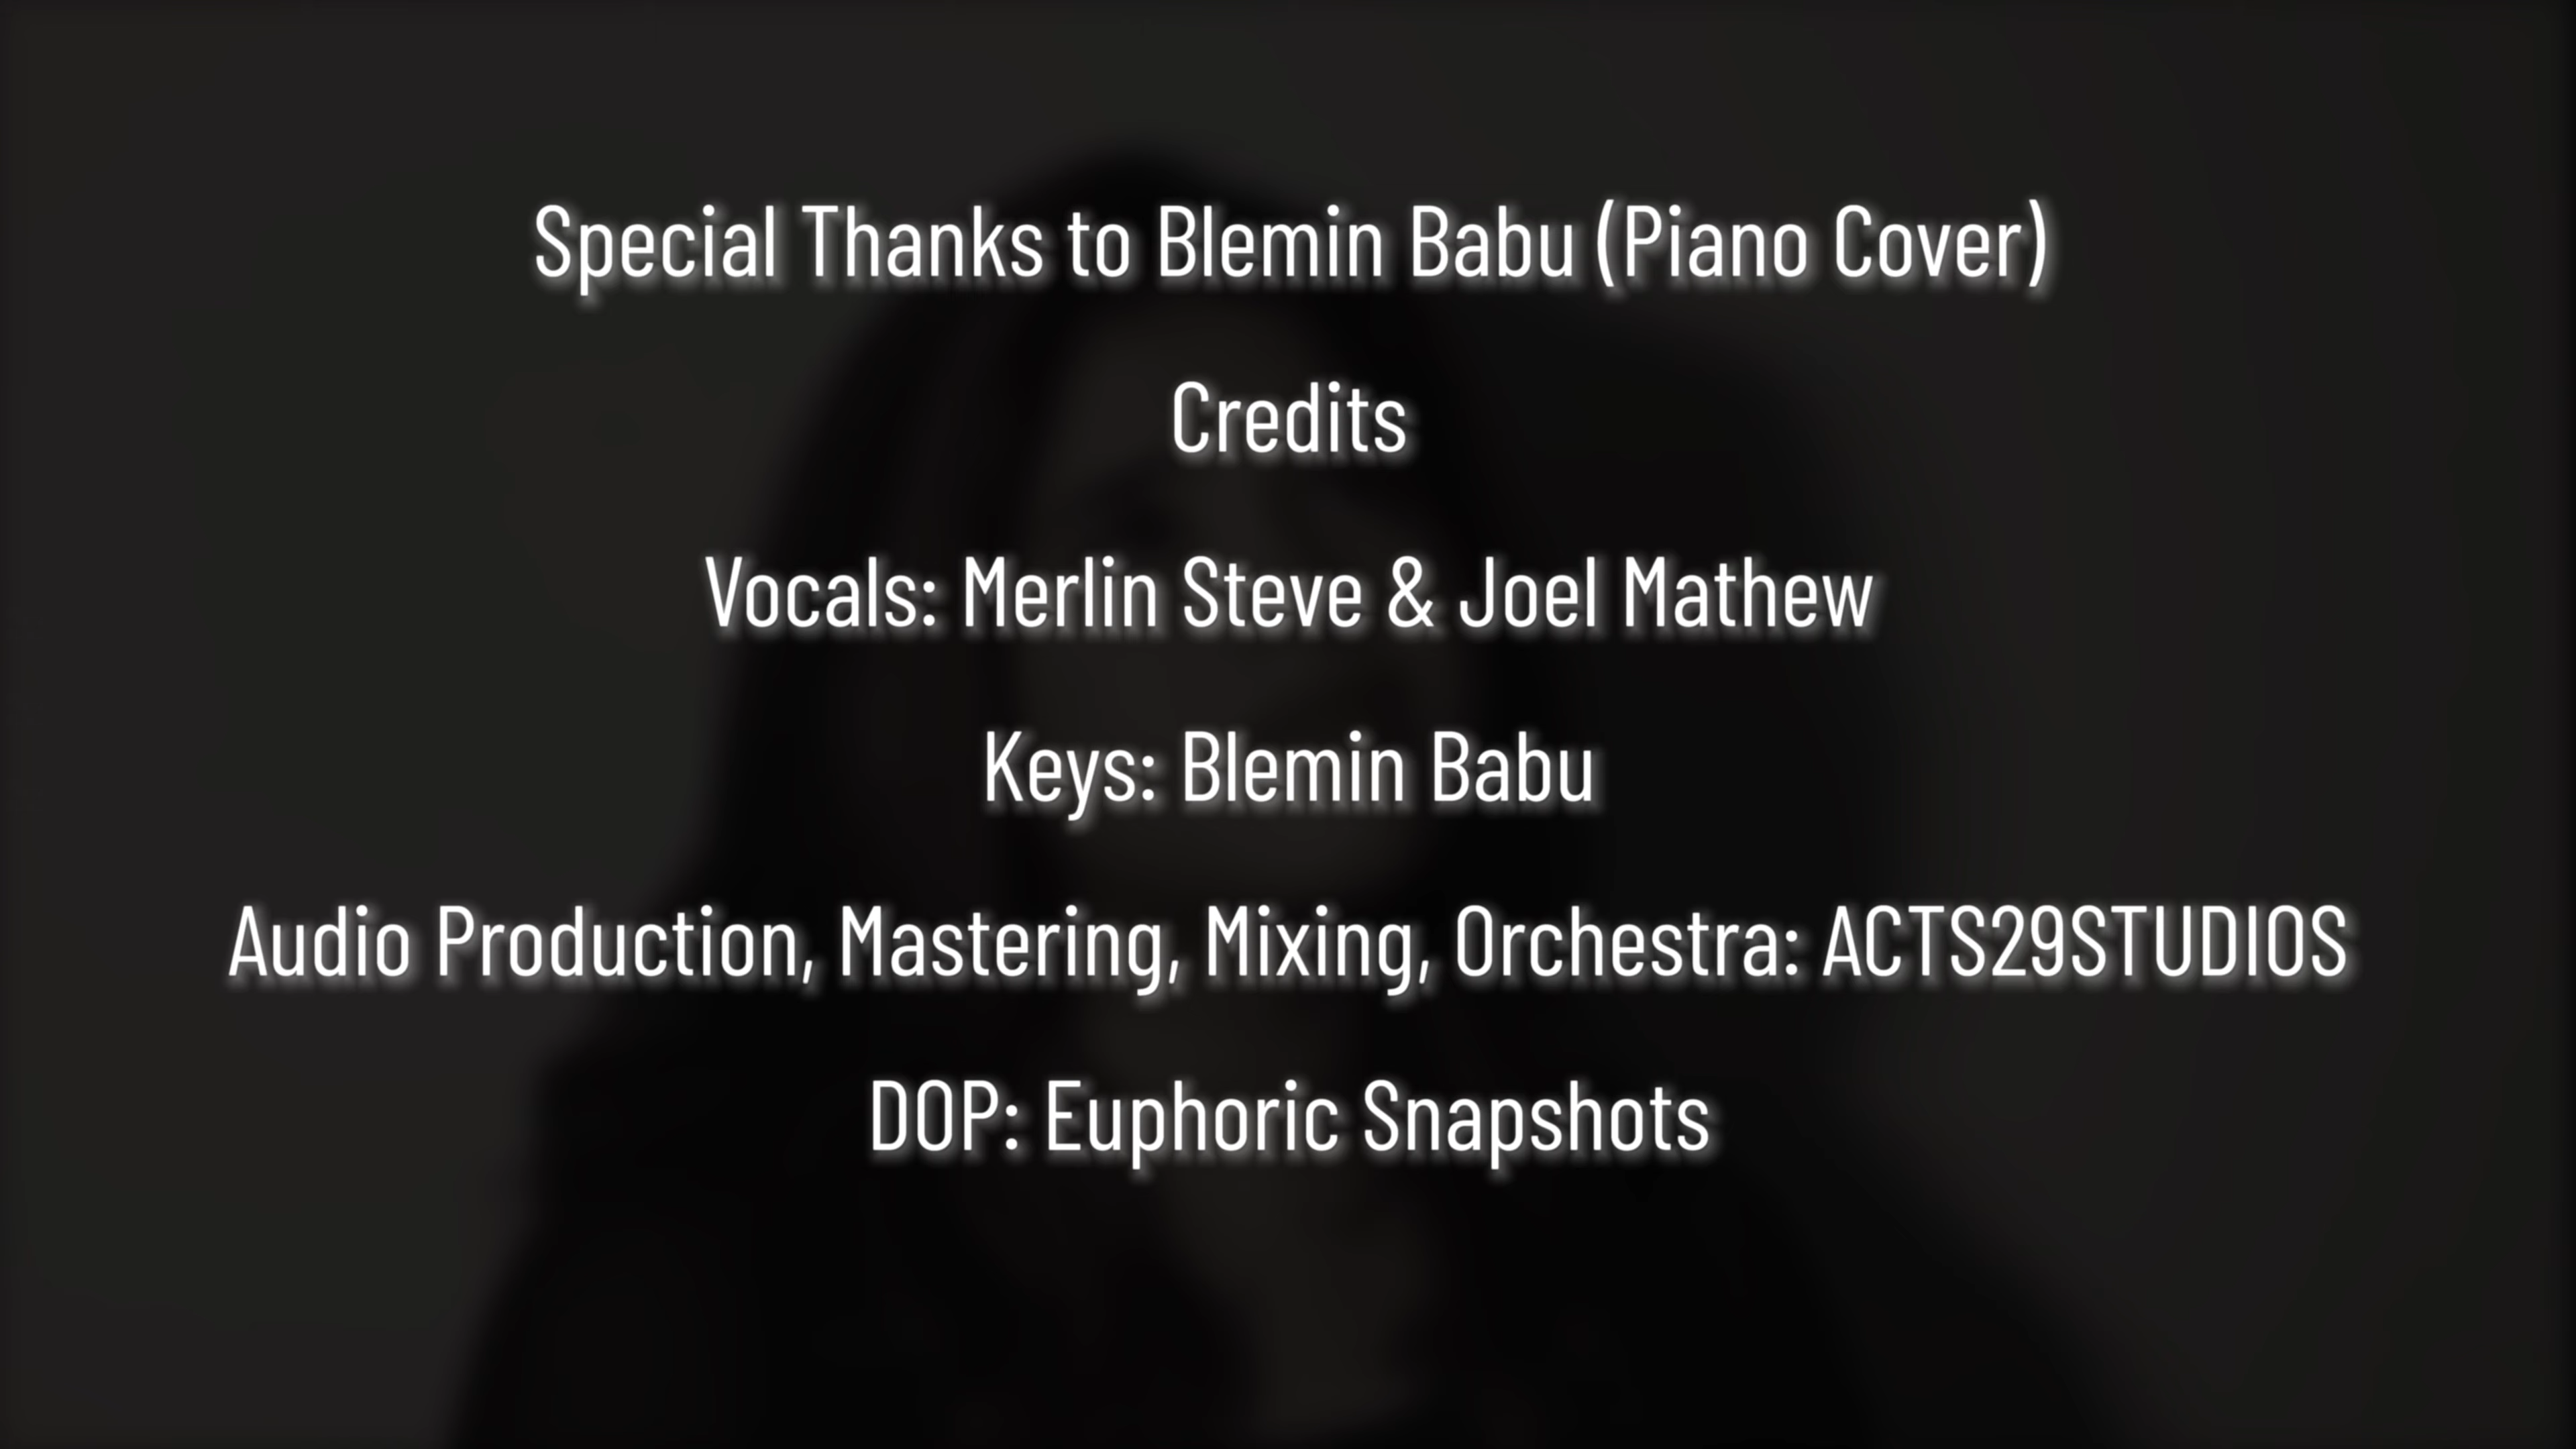 Special Thanks to Blemin Babu (Piano Cover)
Credits
Vocals: Merlin Steve & Joel Mathew
Keys: Blemin Babu
Audio Production, Mastering, Mixing, Orchestra: ACTS29STUDIOS
DOP: Euphoric Snapshots